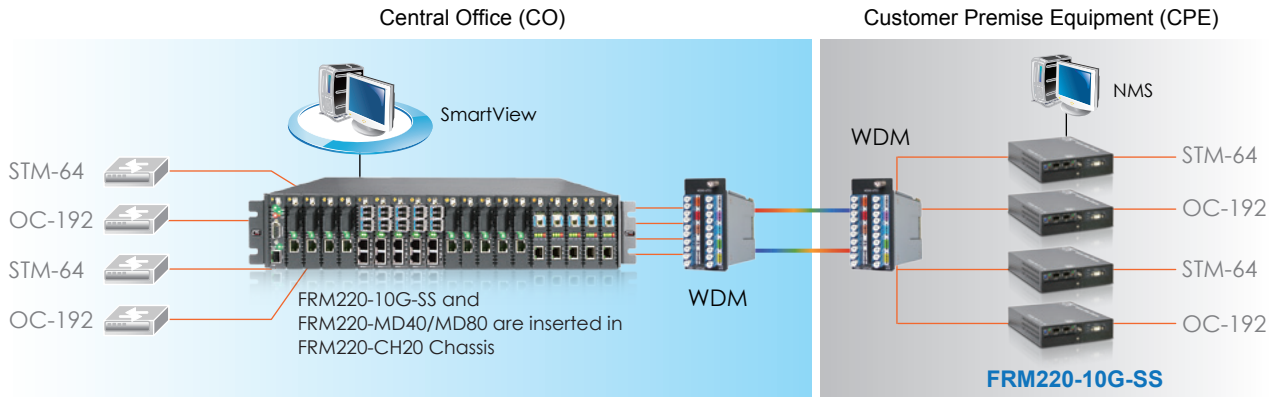 Central Office (CO)
Customer Premise Equipment (CPE)
SmartView
NMS
WDM
STM-64
OC-192
STM-64
OC-192
WDM
STM-64
OC-192
STM-64
OC-192
FRM220-10G-SS and
FRM220-MD40/MD80 are inserted in
FRM220-CH20 Chassis
FRM220-10G-SS